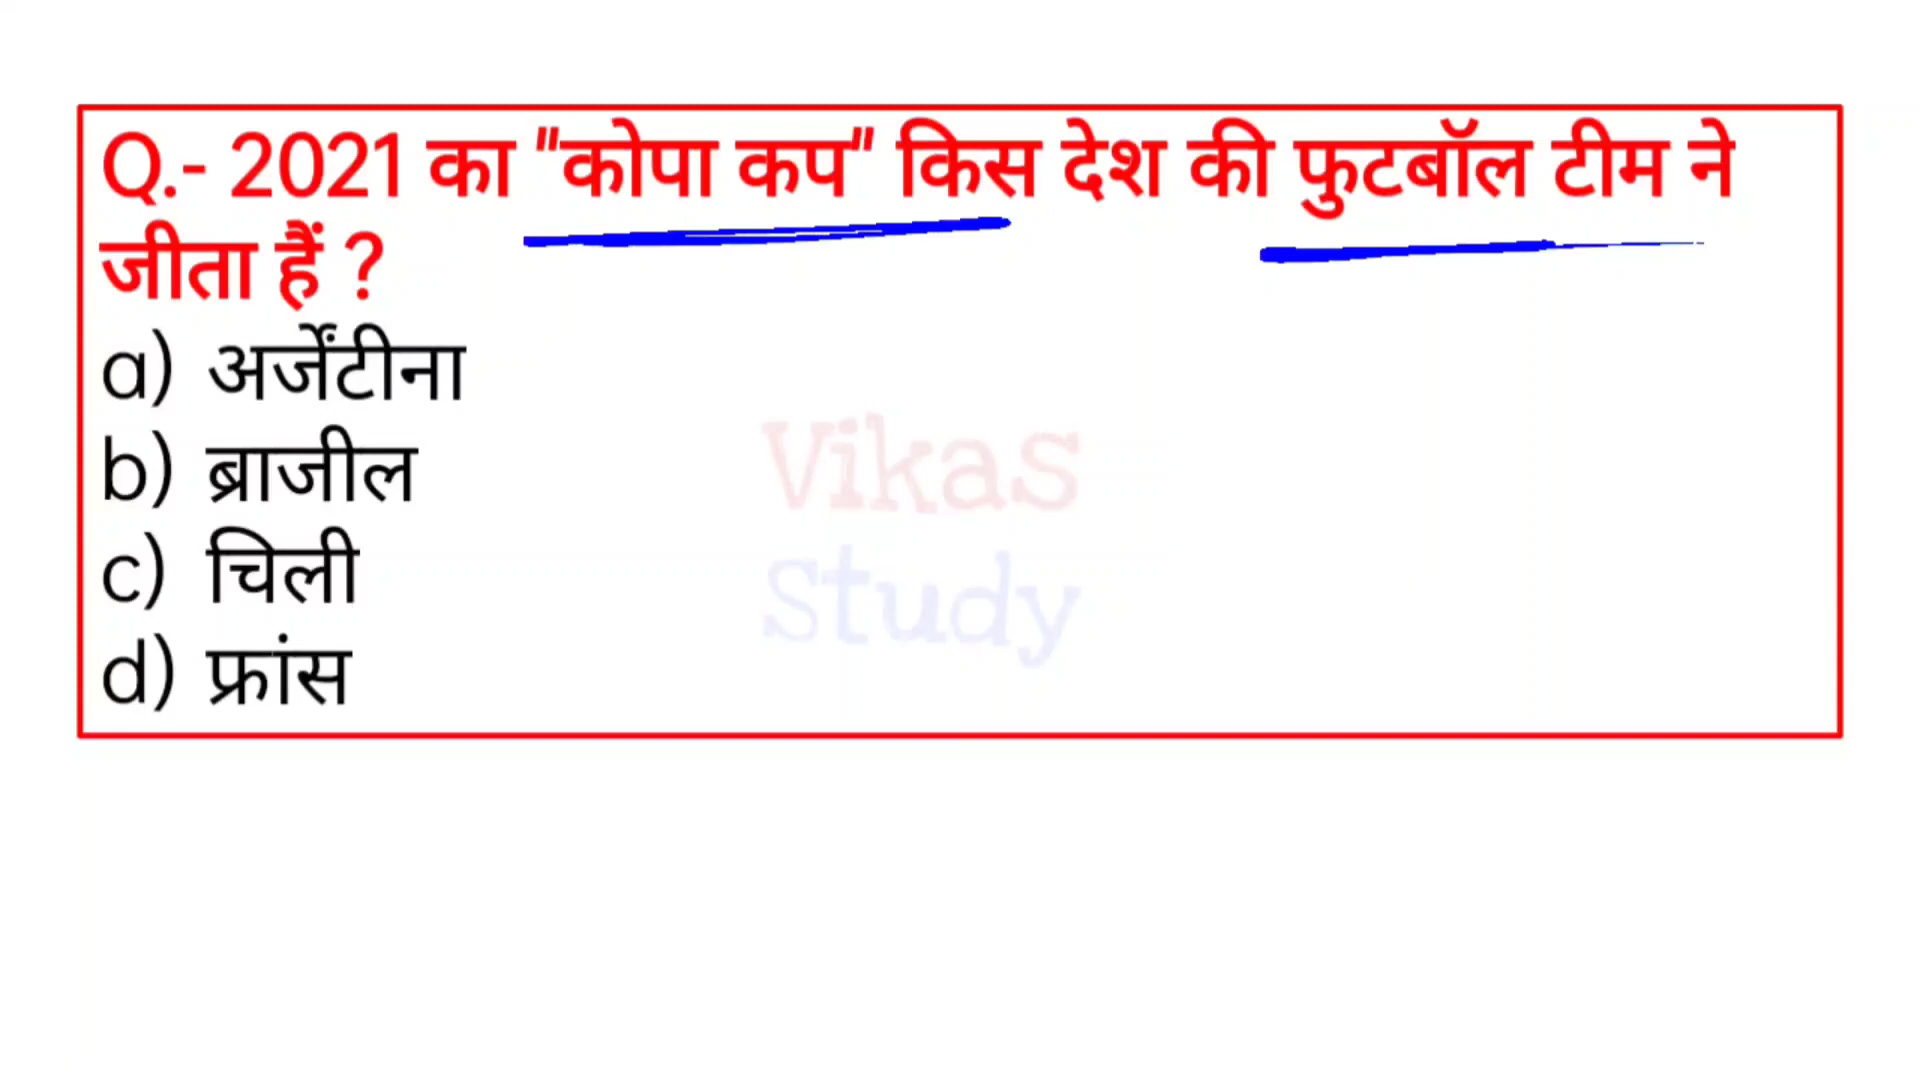 Q.- 2021 का "कोपा कप" किस देश की फुटबॉल टीम ने
जीता हैं ?
a) अर्जेंटीना
b) ब्राजील
c) चिली
d) फ्रांस
Vikas
Study